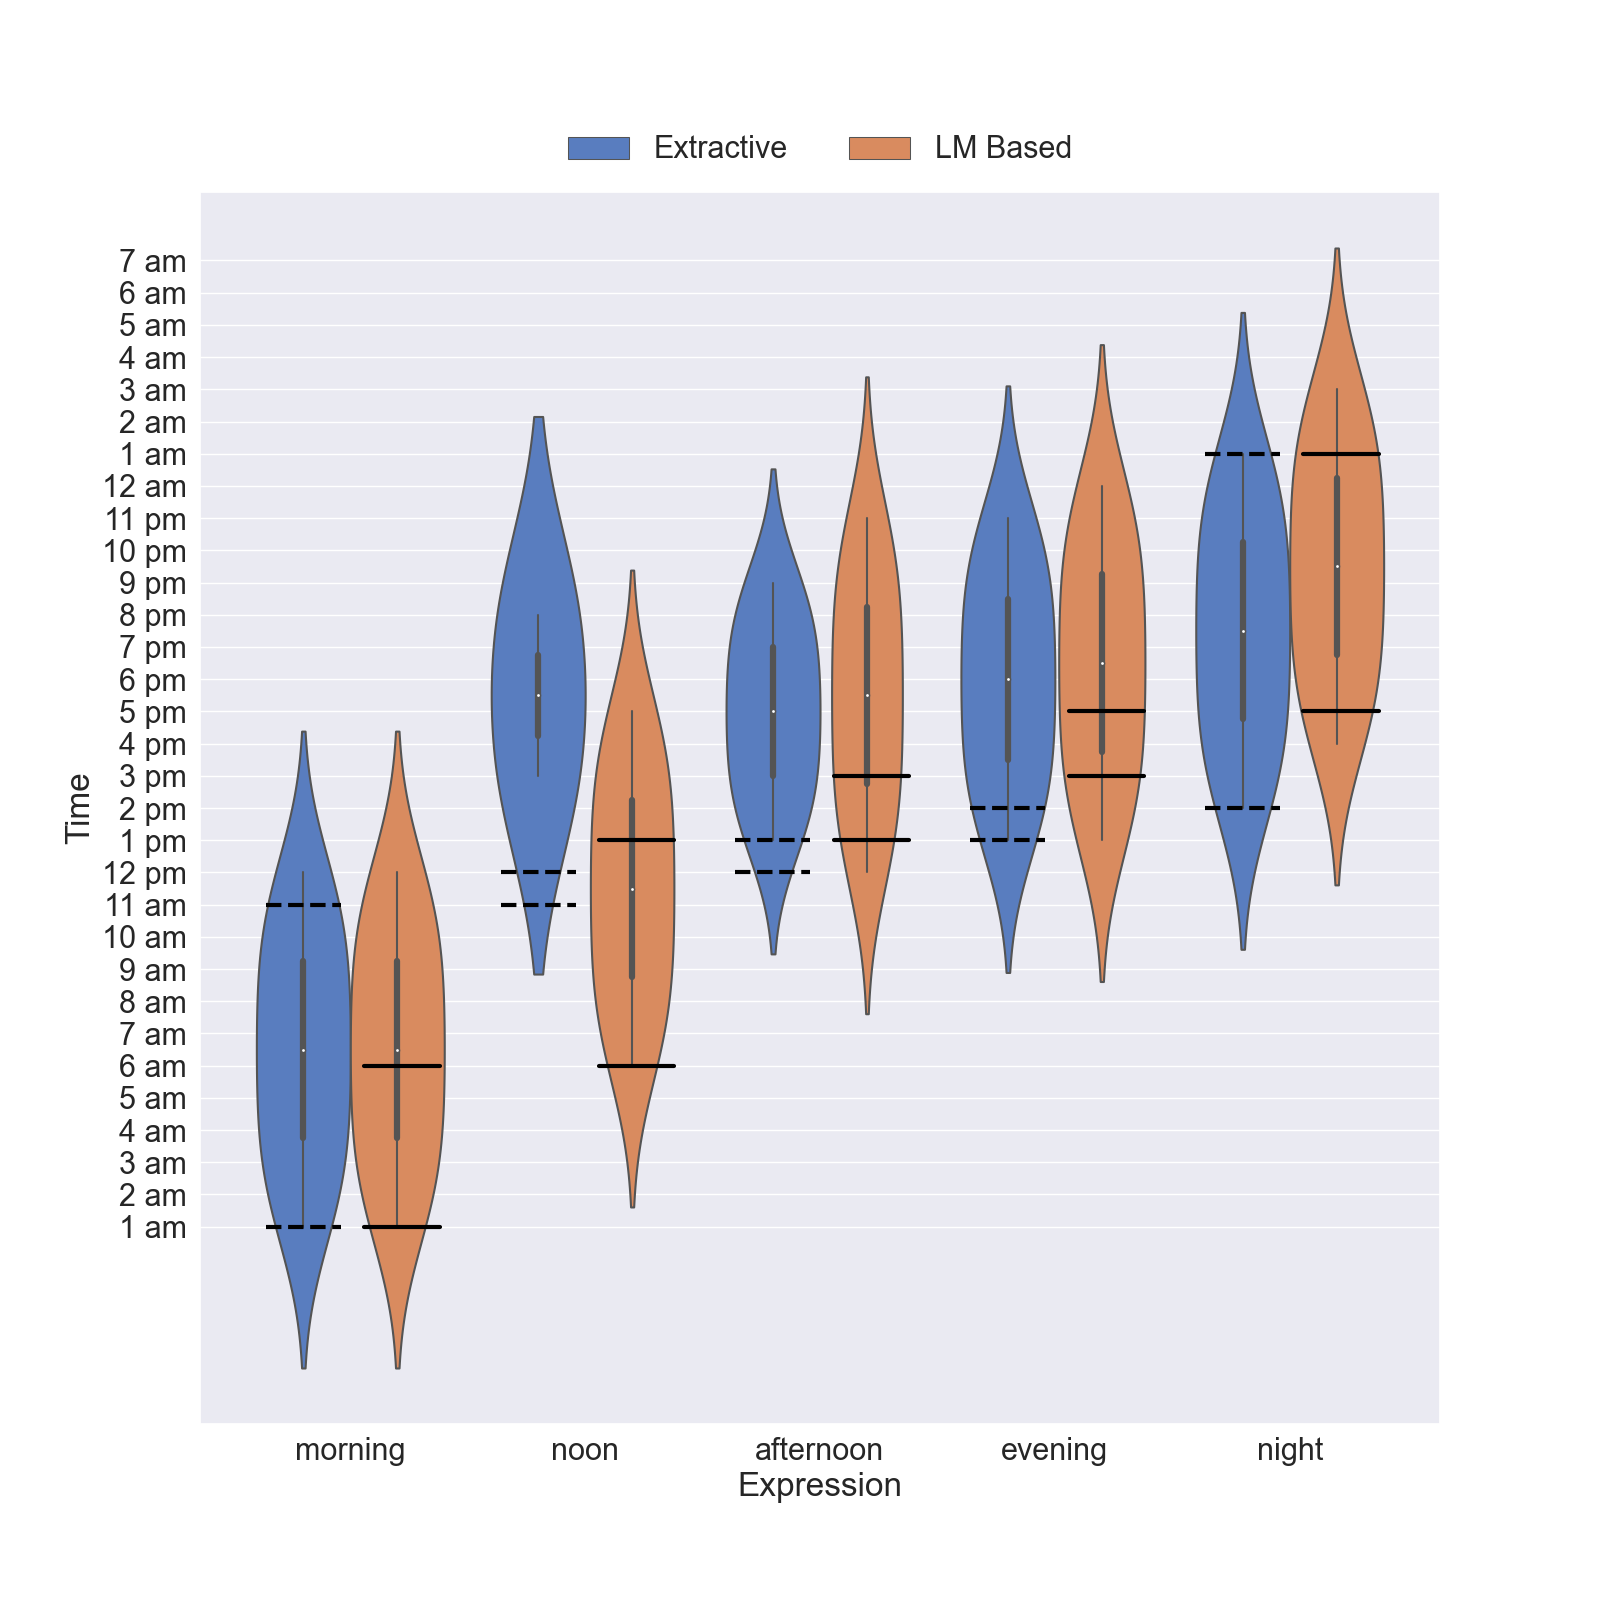 Extractive LM Based
7 am
6 am
5 am
4 am
3 am
2 am
1 am
12 am
11 pm
10 pm
9 pm
8 pm
7 pm
6 pm
5 pm
4 pm
3 pm
2 pm
1 pm
12 pm
11 am
10 am
9 am
8 am
7 am
6 am
5 am
4 am
3 am
2 am
1 am
Time
morning noon afternoon evening night
Expression